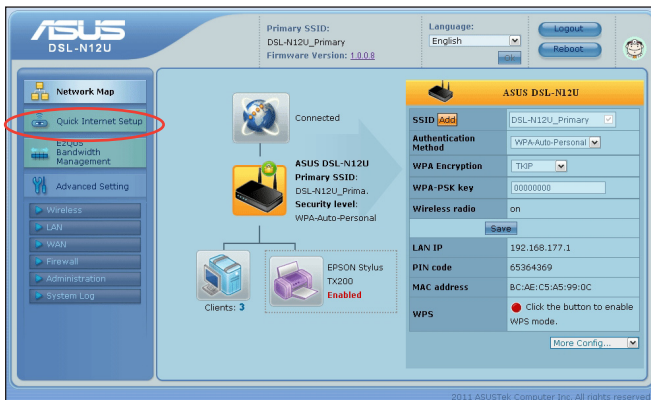 ASUS
DSL-N12U
Primary SSID:
DSL-N12U_Primary
Firmware Version: 1.0.0.8
Language:
English
Ok
Logout
Reboot
Network Map
Quick Internet Setup
EzQoS
Bandwidth
Management
Advanced Setting
Wireless
LAN
WAN
Firewall
Administration
System Log
Connected
ASUS DSL-N12U
Primary SSID:
DSL-N12U_Prima.
Security level:
WPA-Auto-Personal
Clients: 3
EPSON Stylus
TX200
Enabled
ASUS DSL-N12U
SSID Add DSL-N12U_Primary
Authentication
Method WPA-Auto-Personal
WPA Encryption TKIP
WPA-PSK key 00000000
Wireless radio on
Save
LAN IP 192.168.177.1
PIN code 65364369
MAC address BC:AE:C5:A5:99:0C
WPS Click the button to enable
WPS mode.
More Config...
2011 ASUSTek Computer Inc. All rights reserved